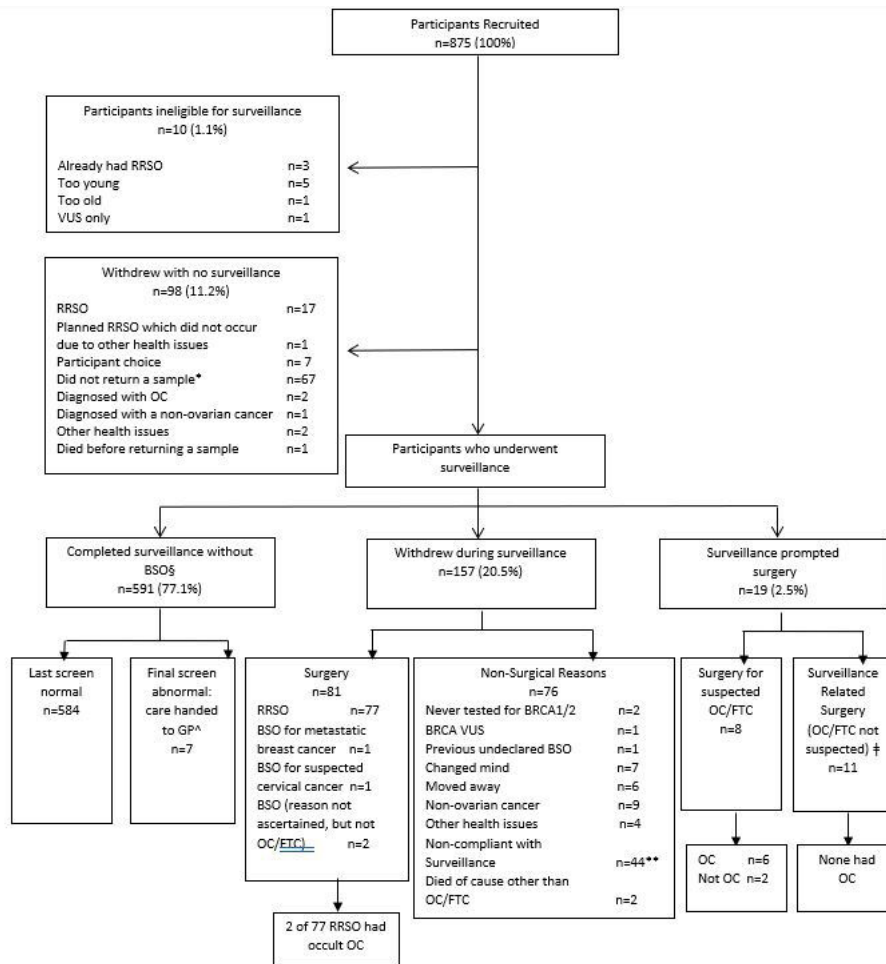 Participants Recruited
n=875 (100%)
Participants ineligible for surveillance
n=10 (1.1%)
Already had RRSO n=3
Too young n=5
Too old n=1
VUS only n=1
Withdrew with no surveillance
n=98 (11.2%)
RRSO n=17
Planned RRSO which did not occur
due to other health issues n=1
Participant choice n= 7
Did not return a sample* n=67
Diagnosed with OC n=2
Diagnosed with a non-ovarian cancer n=1
Other health issues n=2
Died before returning a sample n=1
Participants who underwent
surveillance
Completed surveillance without
BSO§
n=591 (77.1%)
Withdrew during surveillance
n=157 (20.5%)
Surveillance prompted
surgery
n=19 (2.5%)
Last screen
normal
n=584
Final screen
abnormal:
care handed
to GP^
n=7
Surgery
n=81
RRSO n=77
BSO for metastatic
breast cancer n=1
BSO for suspected
cervical cancer n=1
BSO (reason not
ascertained, but not
OC/FTC) n=2
2 of 77 RRSO had
occult OC
Non-Surgical Reasons
n=76
Never tested for BRCA1/2 n=2
BRCA VUS n=1
Previous undeclared BSO n=1
Changed mind n=7
Moved away n=6
Non-ovarian cancer n=9
Other health issues n=4
Non-compliant with
Surveillance n=44**
Died of cause other than
OC/FTC n=2
Surgery for
suspected
OC/FTC
n=8
OC n=6
Not OC n=2
Surveillance
Related
Surgery
(OC/FTC not
suspected) ǂ
n=11
None had
OC